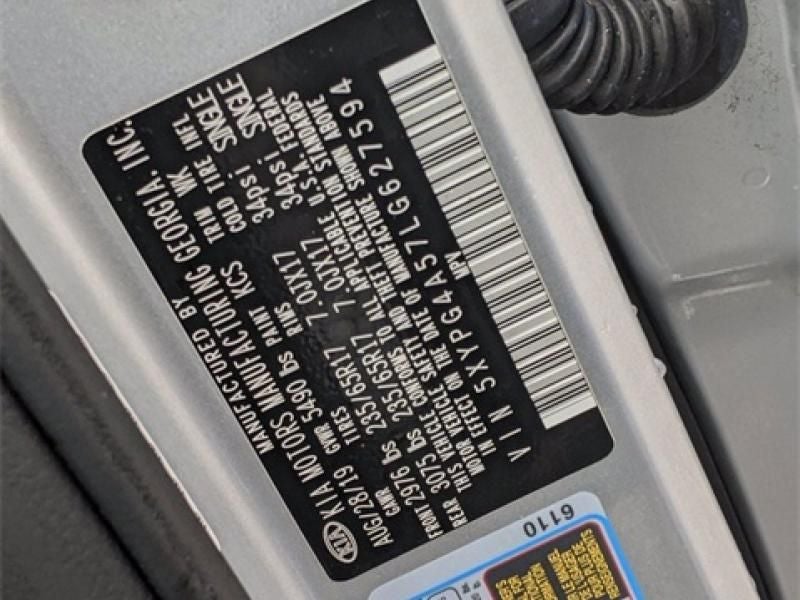 MANUFACTURED BY
KIA KIA MOTORS MANUFACTURING GEORGIA. INC.
AUG/28/19 GVWR 5490 lbs PAINT KCS TRIM WK
GAWR TIRES RIMS COLD TIRE INFL
FRONT 2976 lbs 235/65R17 7.0JX17 34psi SINGLE
REAR 3075 lbs 235/65R17 7.0JX17 34psi SINGLE
THIS VEHICLE CONFORMS TO ALL APPLICABLE U.S.A. FEDERAL
MOTOR VEHICLE SAFETY AND THEFT PREVENTION STANDARDS
IN EFFECT ON THE DATE OF MANUFACTURE SHOWN ABOVE
VIN 5XYPG4A57LG627594
MPV
6110